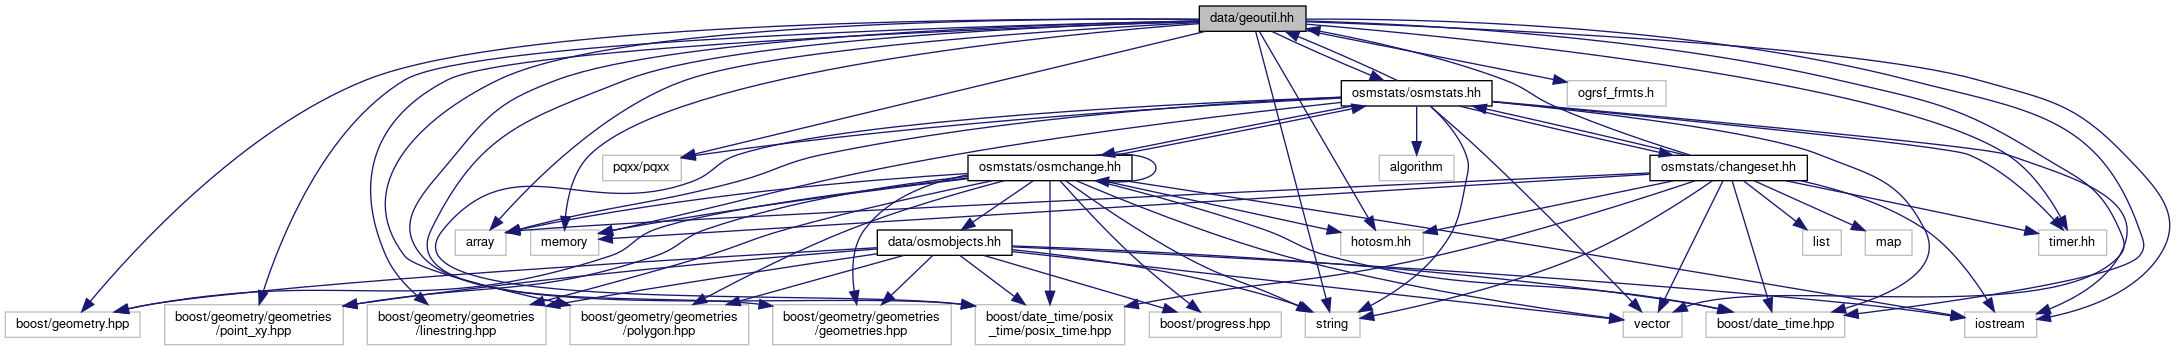 data/geoutil.hh
osmstats/osmstats.hh
ogrsf_frmts.h
pqxx/pqxx
osmstats/osmchange.hh
algorithm
osmstats/changeset.hh
array
memory
data/osmobjects.hh
hotosm.hh
list
map
timer.hh
boost/geometry.hpp
boost/geometry/geometries
/point_xy.hpp
boost/geometry/geometries
/linestring.hpp
boost/geometry/geometries
/polygon.hpp
boost/geometry/geometries
/geometries.hpp
boost/date_time/posix
_time/posix_time.hpp
boost/progress.hpp
string
vector
boost/date_time.hpp
iostream